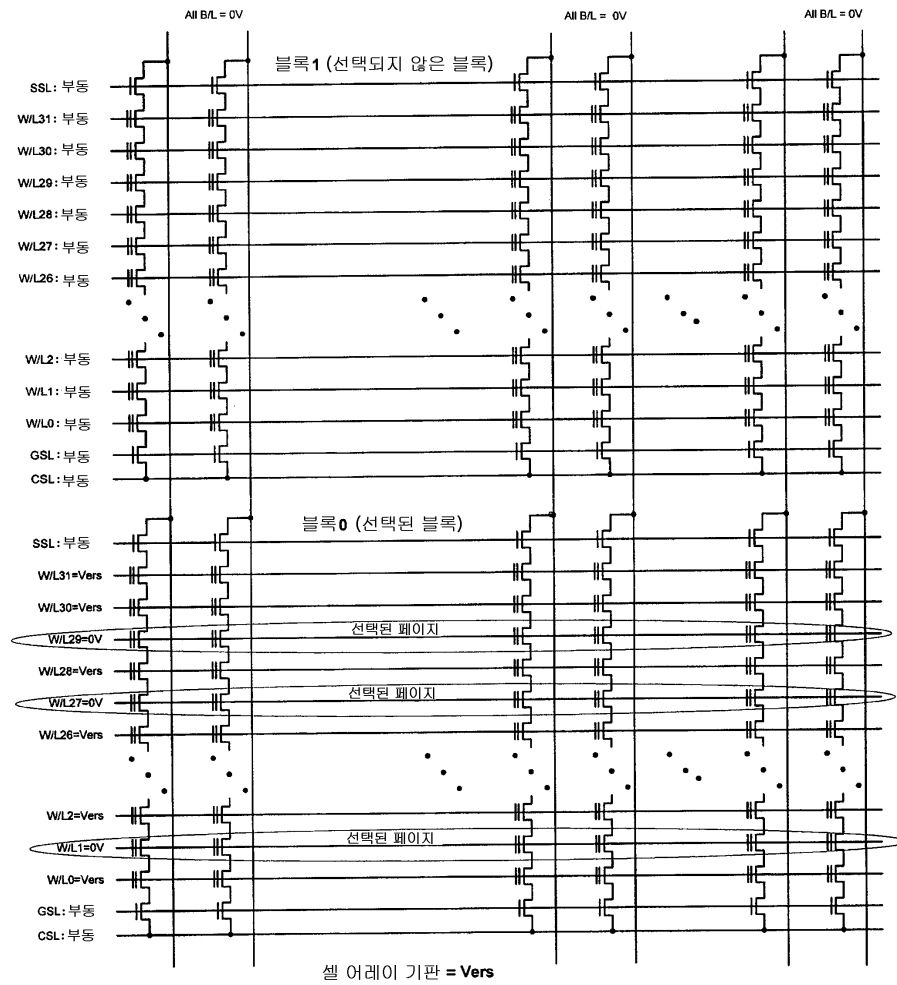 All B/L = 0V All B/L = 0V All B/L = 0V
블록1 (선택되지 않은 블록)
SSL: 부동
W/L31: 부동
W/L30: 부동
W/L29: 부동
W/L28: 부동
W/L27: 부동
W/L26: 부동
W/L2: 부동
W/L1: 부동
W/L0: 부동
GSL: 부동
CSL: 부동
블록0 (선택된 블록)
SSL: 부동
W/L31=Vers
W/L30=Vers
선택된 페이지
W/L29=0V
W/L28=Vers
선택된 페이지
W/L27=0V
W/L26=Vers
W/L2=Vers
선택된 페이지
W/L1=0V
W/L0=Vers
GSL: 부동
CSL: 부동
셀 어레이 기판 = Vers